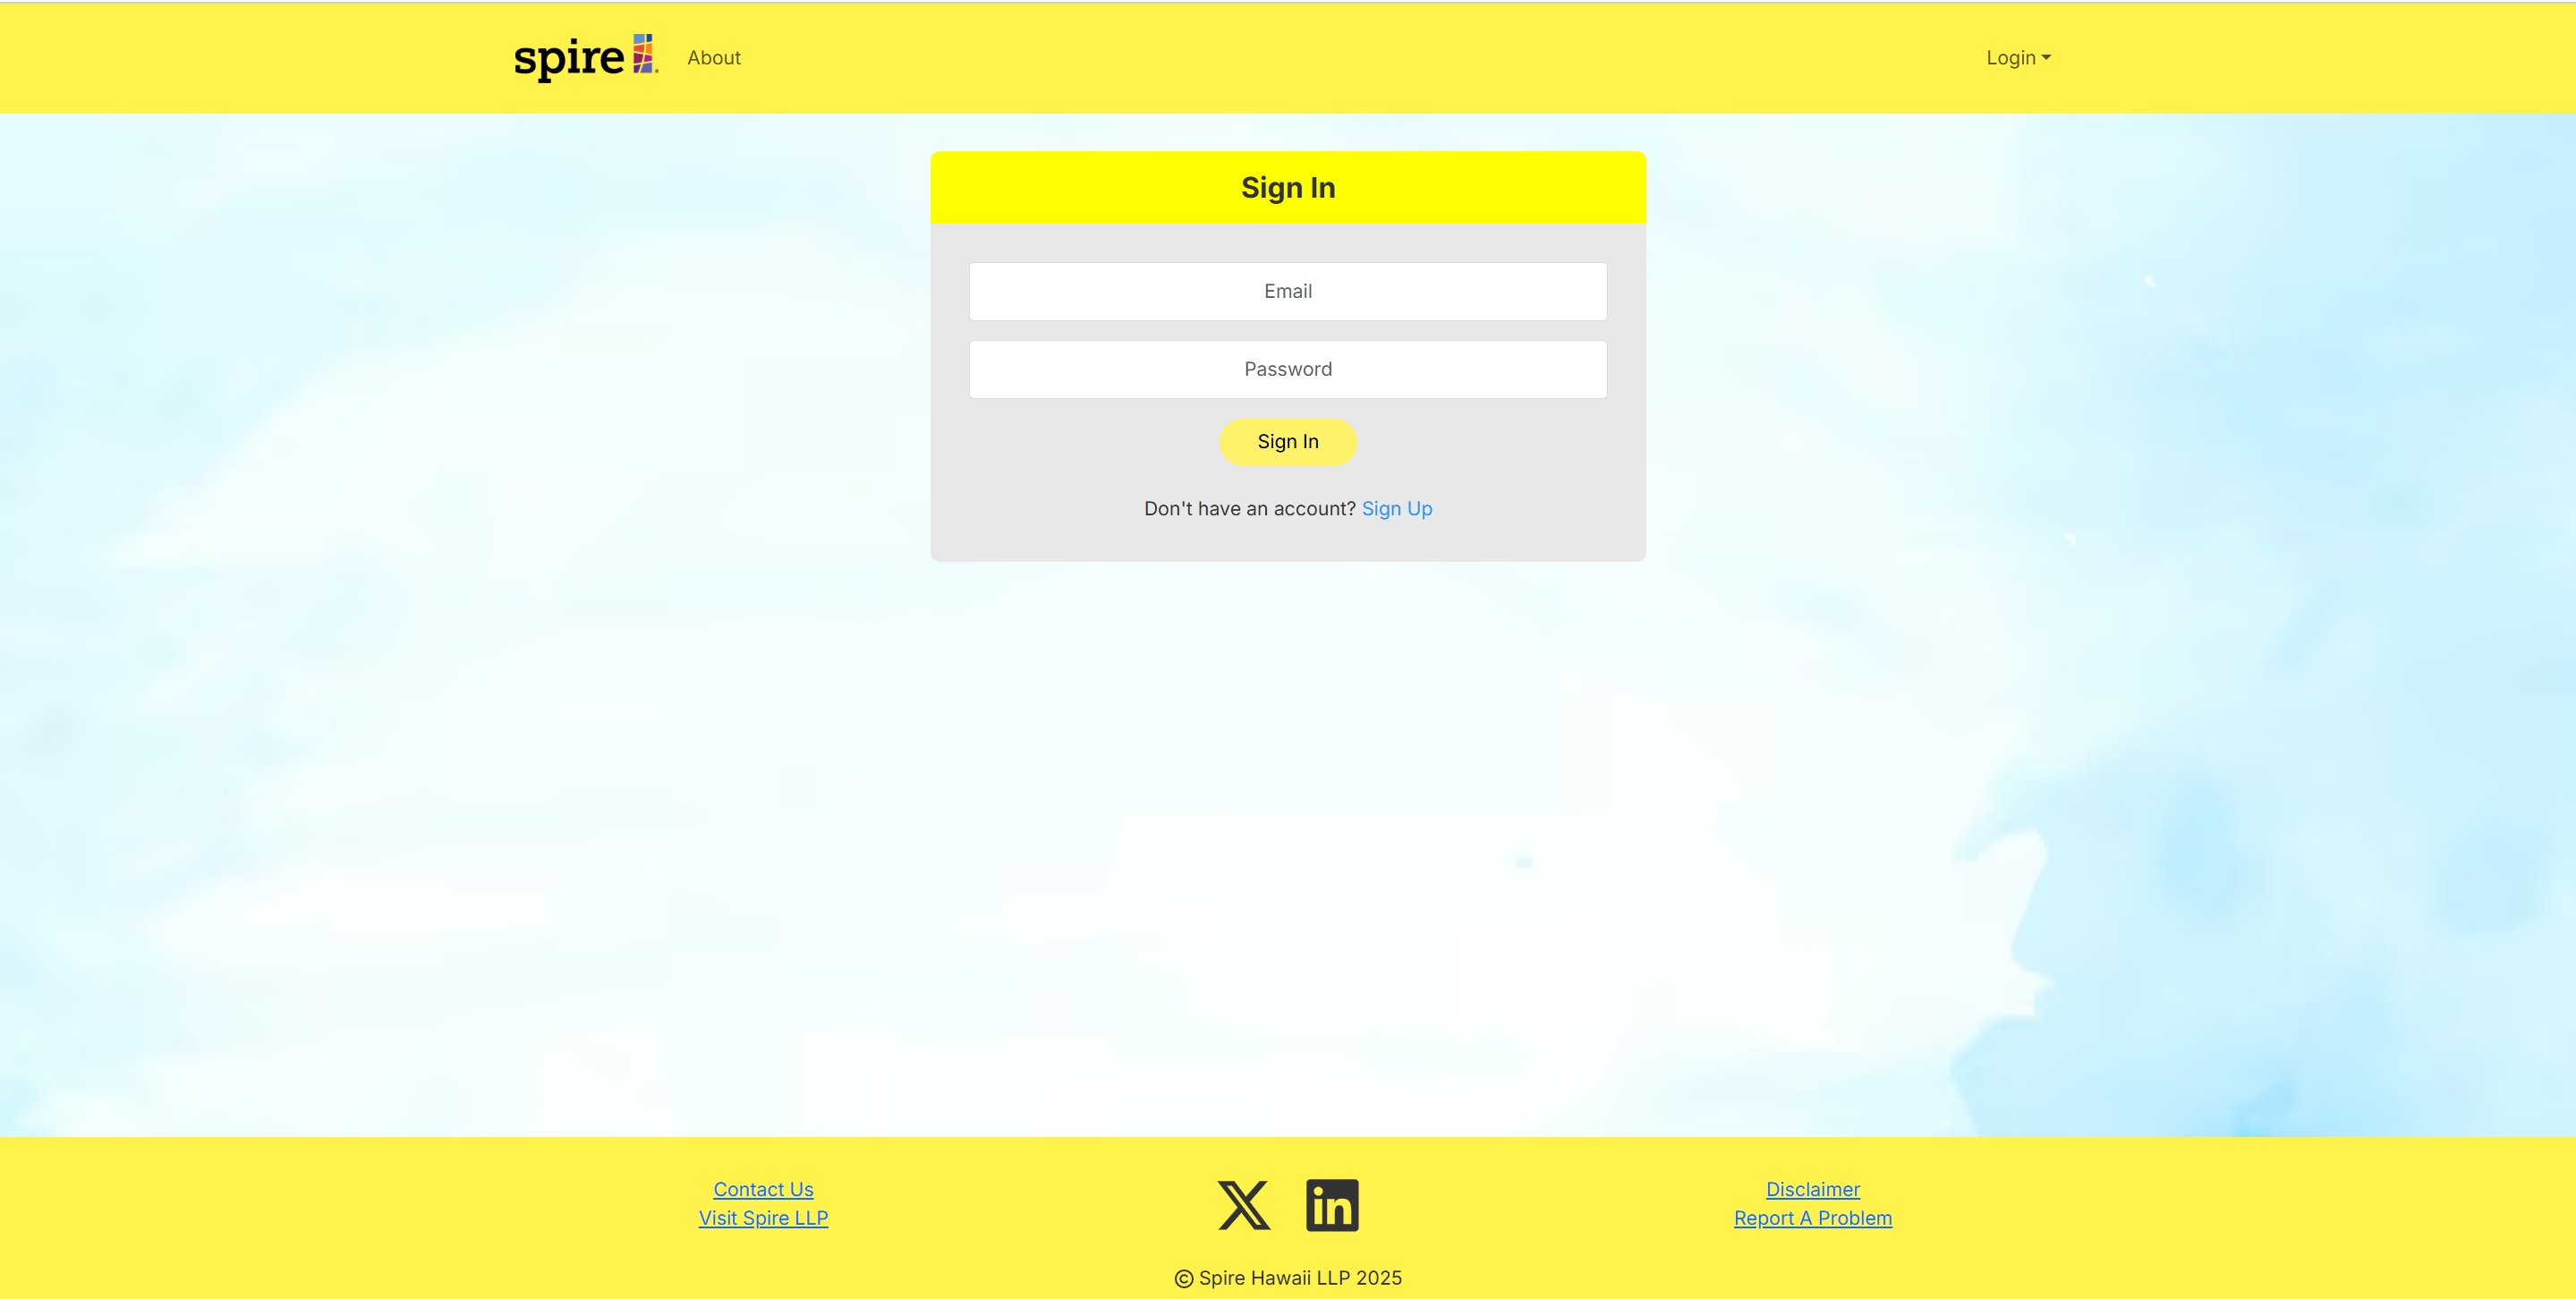 spire
About
Login
Sign In
Email
Password
Sign In
Don't have an account? Sign Up
Contact Us
Visit Spire LLP
in
Disclaimer
Report A Problem
© Spire Hawaii LLP 2025